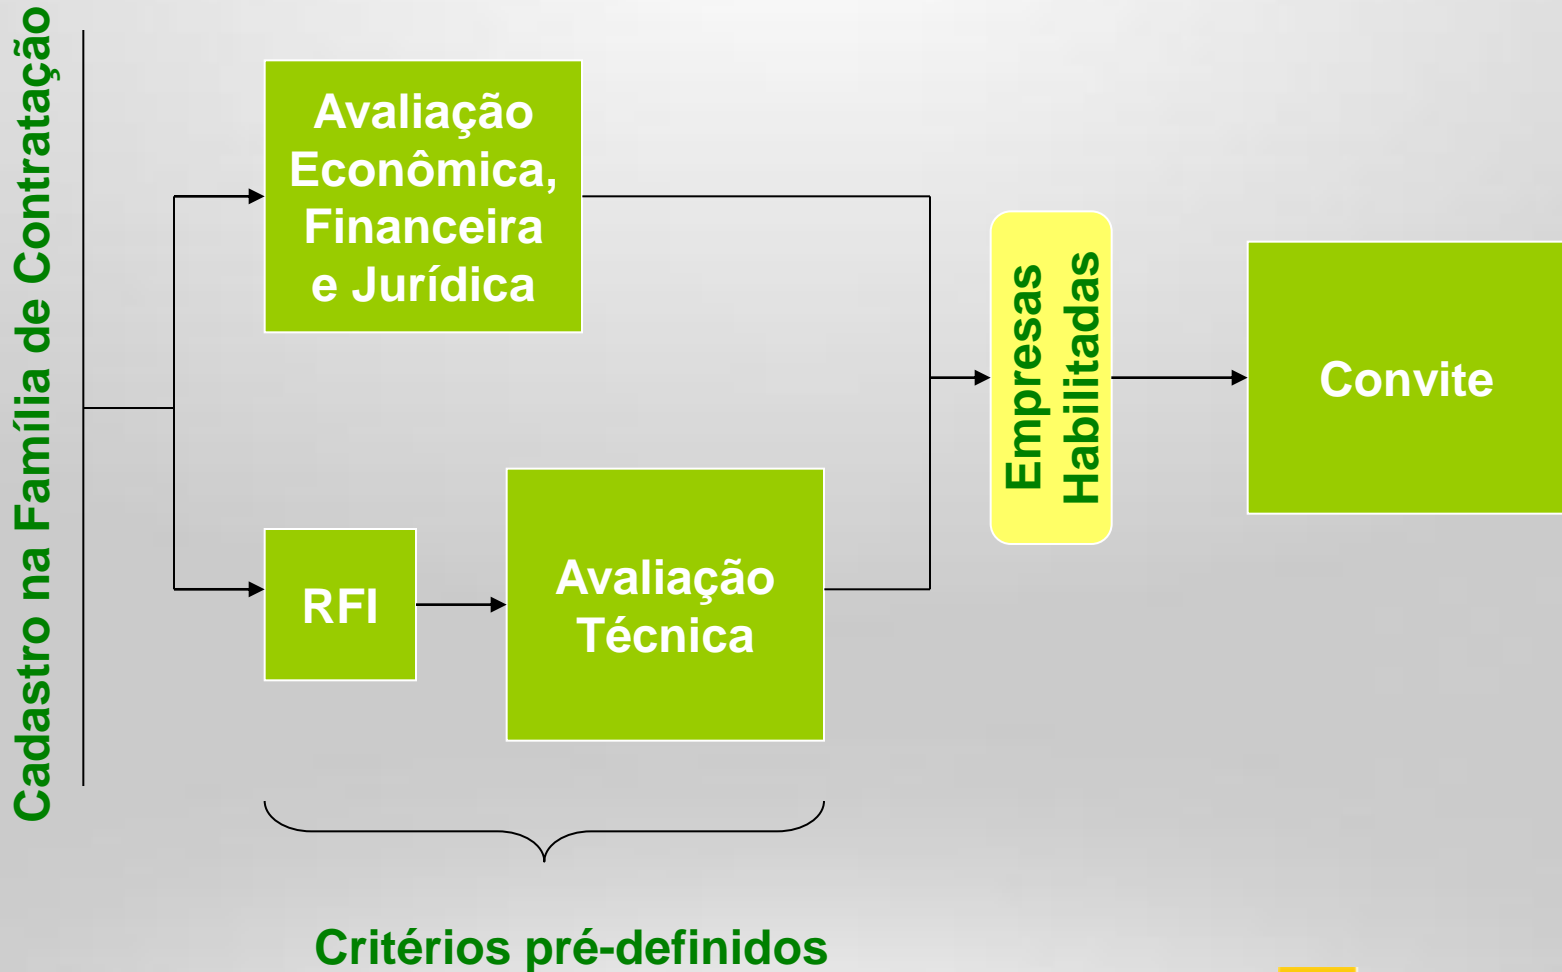 Cadastro na Família de Contratação
Avaliação
Econômica,
Financeira
e Jurídica
RFI
Avaliação
Técnica
Empresas
Habilitadas
Convite
Critérios pré-definidos